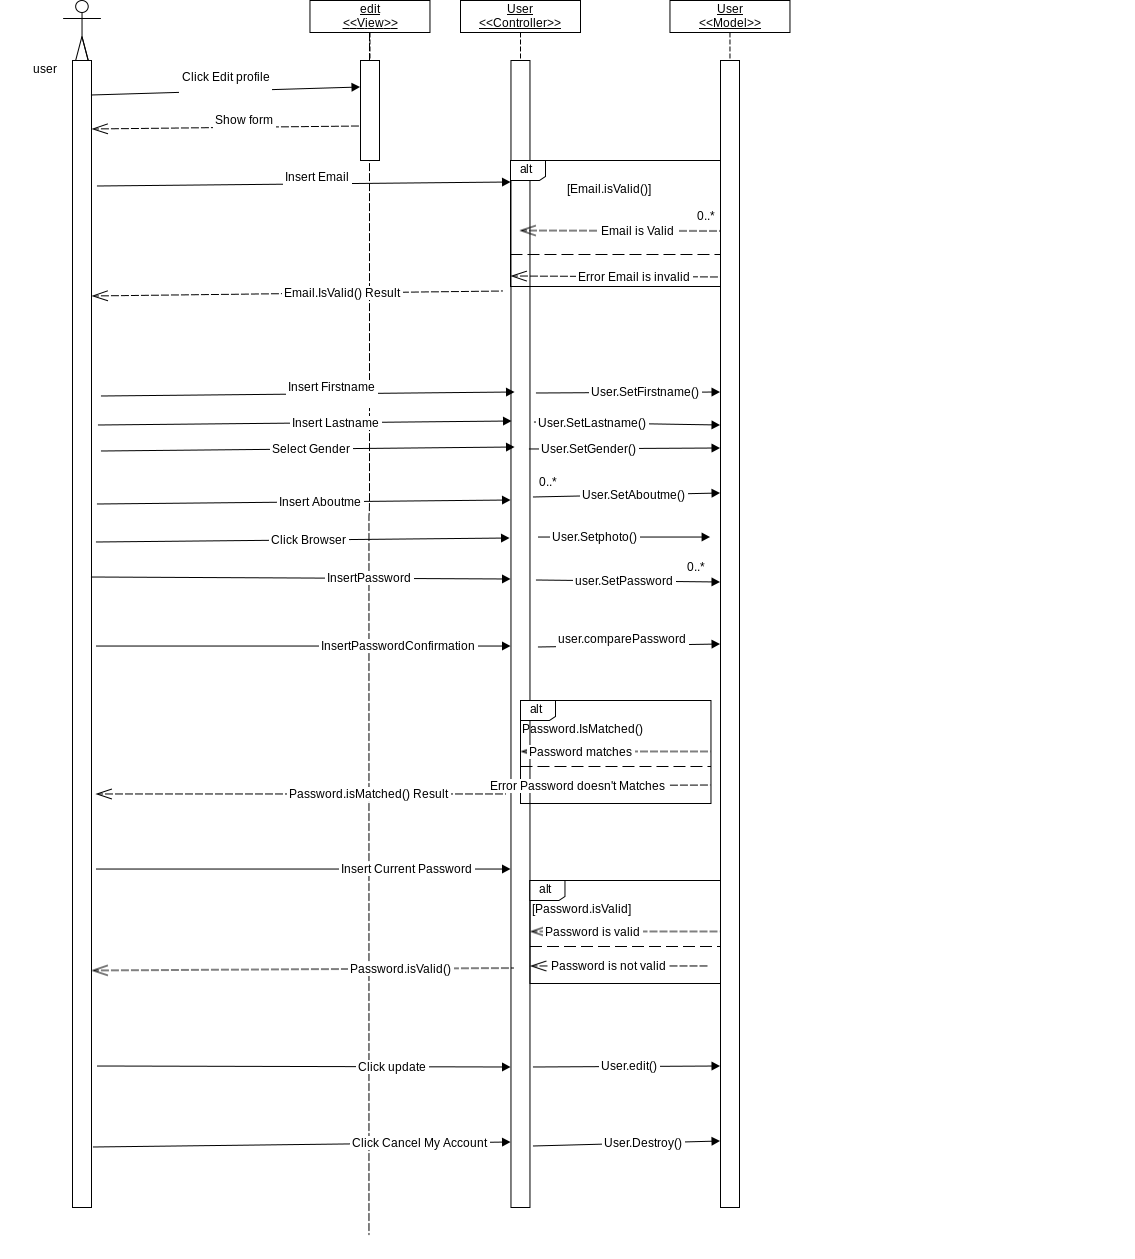 edit
<<View>>
User
<<Controller>>
User
<<Model>>
user
Click Edit profile
Show form
alt
Insert Email
[Email.isValid()]
0..*
Email is Valid
Error Email is invalid
Email.IsValid() Result
Insert Firstname
User.SetFirstname()
Insert Lastname
User.SetLastname()
Select Gender
User.SetGender()
0..*
Insert Aboutme
User.SetAboutme()
Click Browser
User.Setphoto()
0..*
InsertPassword
user.SetPassword
InsertPasswordConfirmation
user.comparePassword
alt
Password.IsMatched()
Password matches
Error Password doesn't Matches
Password.isMatched() Result
Insert Current Password
alt
[Password.isValid]
Password is valid
Password is not valid
Password.isValid()
Click update
User.edit()
Click Cancel My Account
User.Destroy()